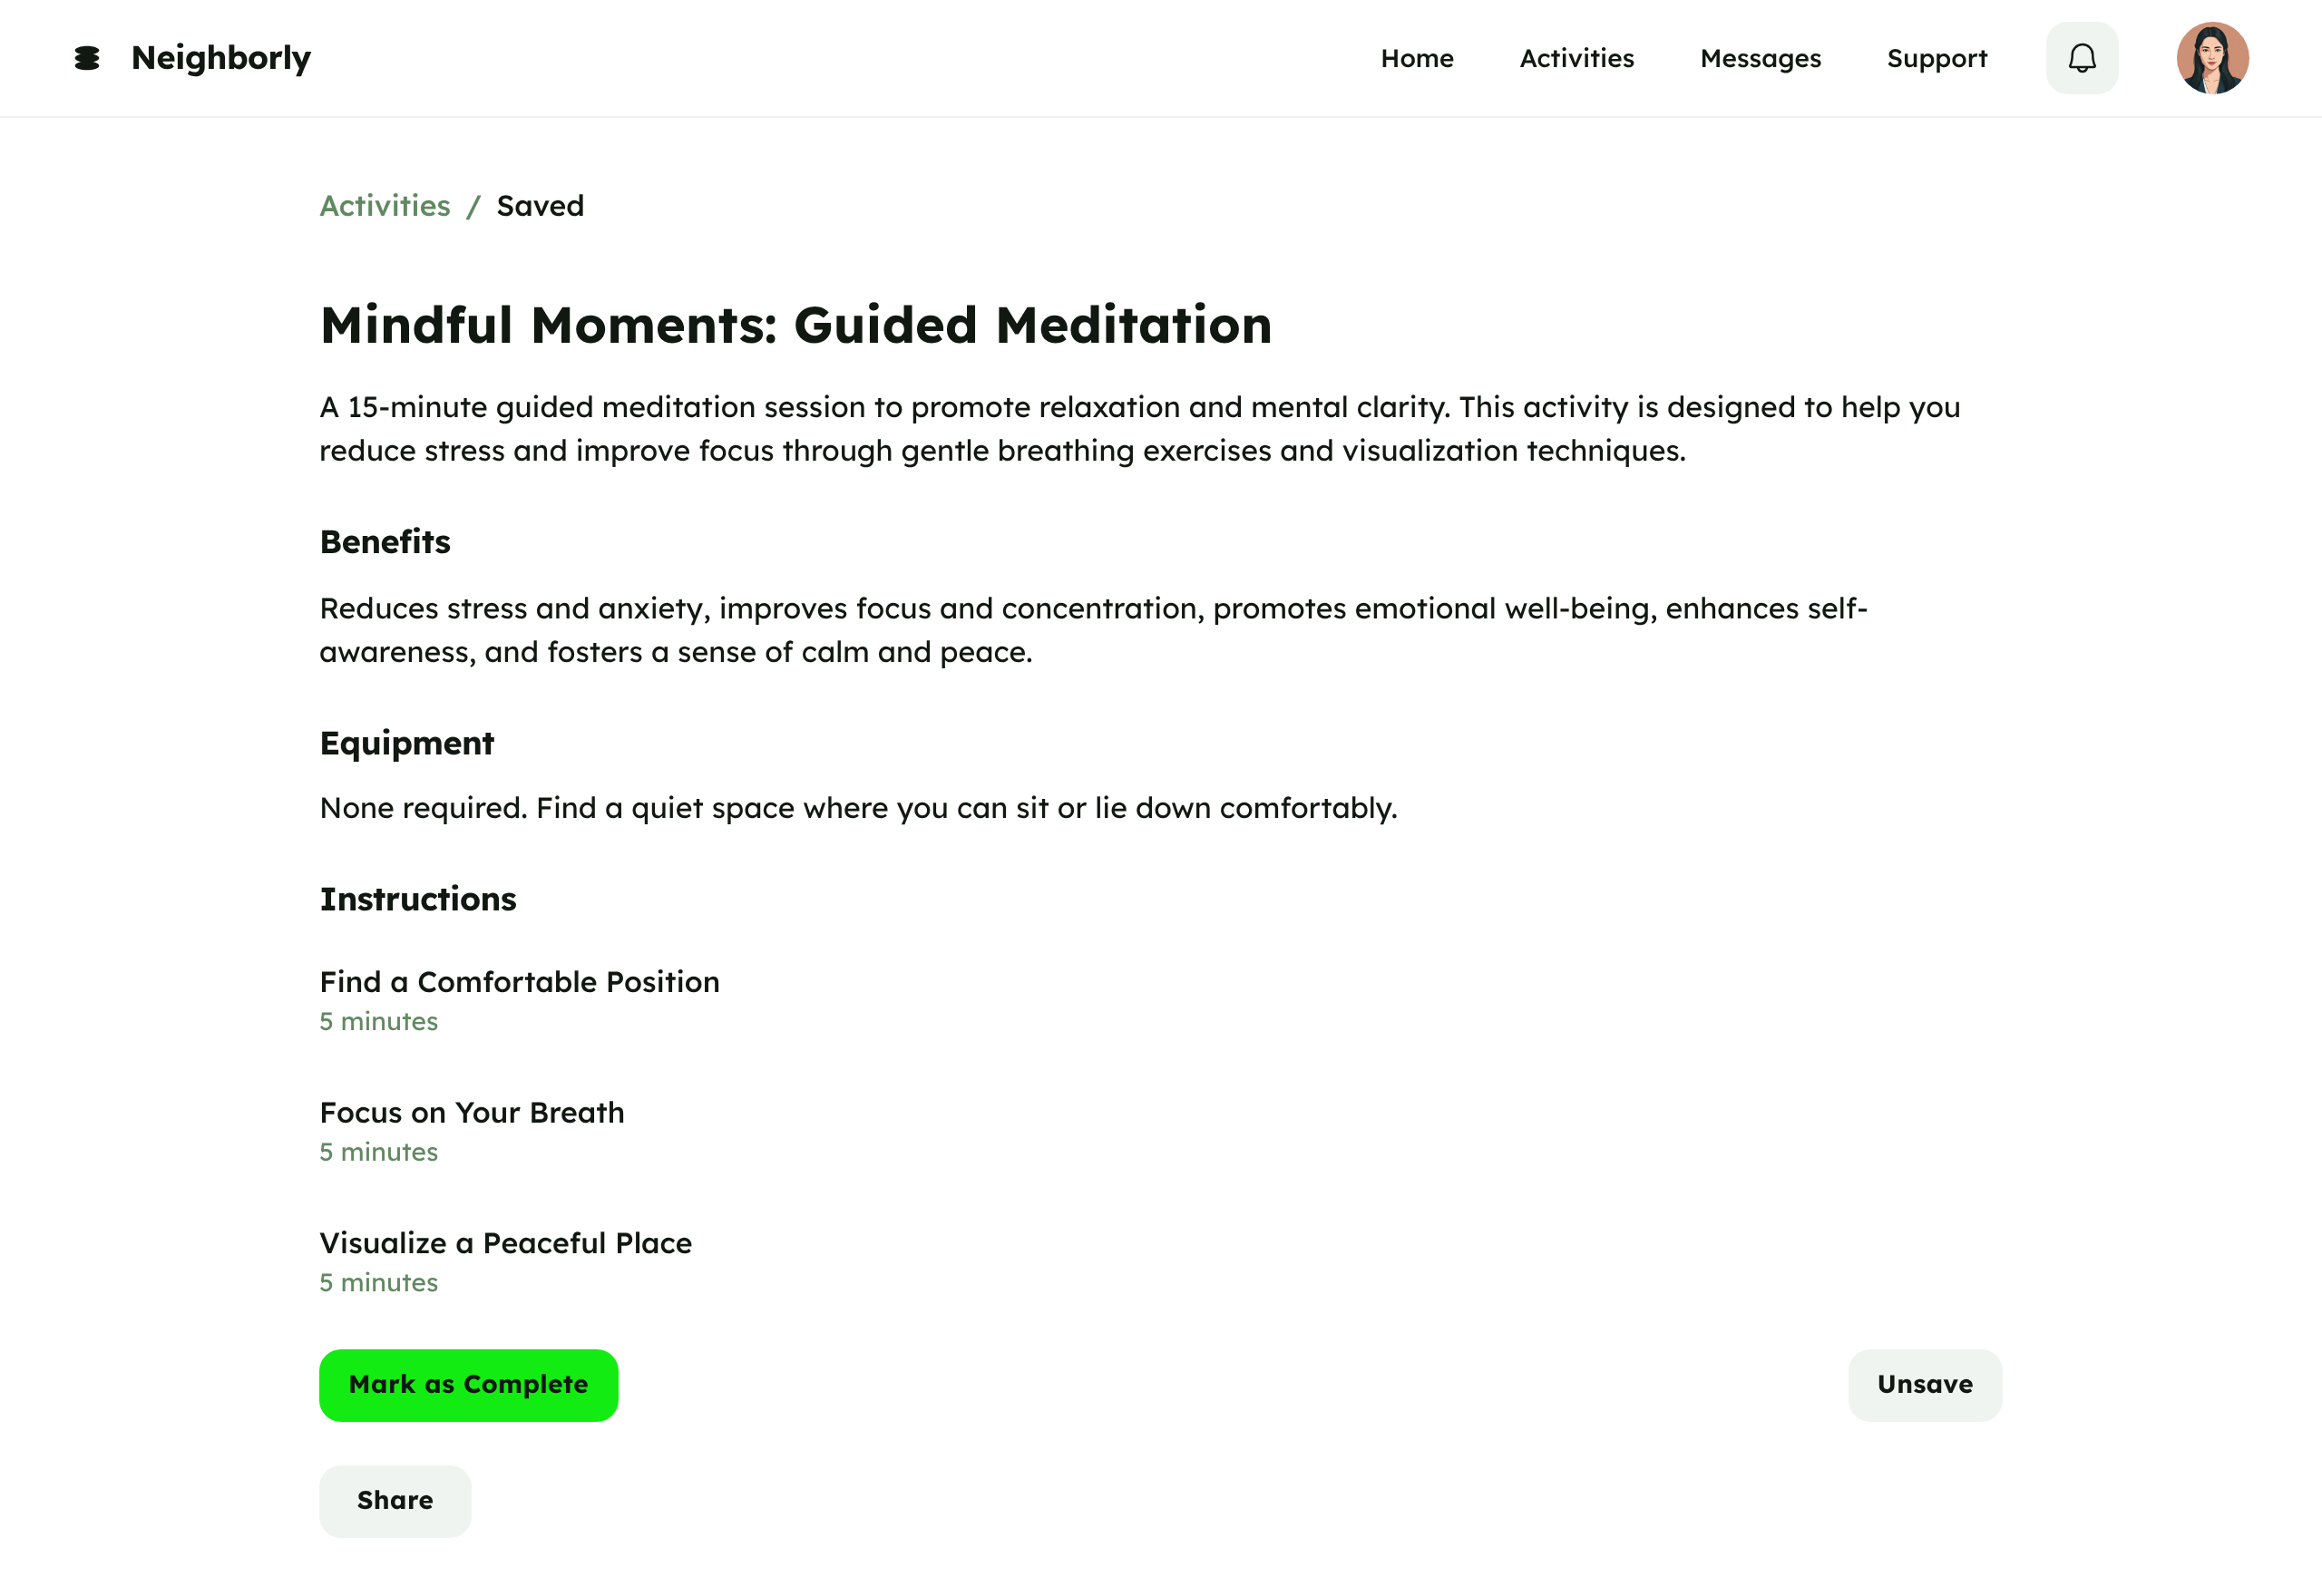 Neighborly
Home
Activities
Messages
Support
Activities / Saved
Mindful Moments: Guided Meditation
A 15-minute guided meditation session to promote relaxation and mental clarity. This activity is designed to help you
reduce stress and improve focus through gentle breathing exercises and visualization techniques.
Benefits
Reduces stress and anxiety, improves focus and concentration, promotes emotional well-being, enhances self-
awareness, and fosters a sense of calm and peace.
Equipment
None required. Find a quiet space where you can sit or lie down comfortably.
Instructions
Find a Comfortable Position
5 minutes
Focus on Your Breath
5 minutes
Visualize a Peaceful Place
5 minutes
Mark as Complete
Unsave
Share